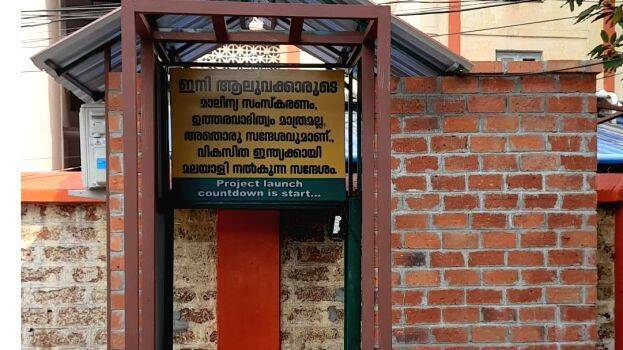 ഇനി ആലുവക്കാരുടെ
മാലിന്യ സംസ്കരണം,
ഉത്തരവാദിത്വം മാത്രമല്ല,
അതൊരു സന്ദേശവുമാണ്.,
വികസിത ഇന്ത്യക്കായി
മലയാളി നൽകുന്ന സന്ദേശം.
Project launch
countdown is start...